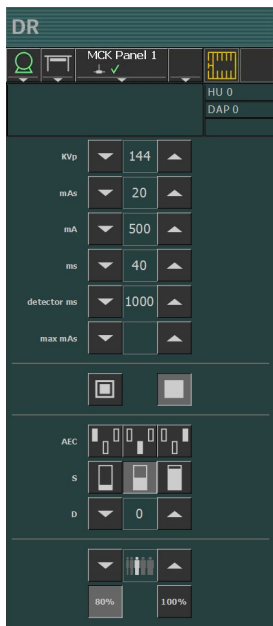 DR
MCK Panel 1
HU 0
DAP 0
KVp 144
mAs 20
mA 500
ms 40
detector ms 1000
max mAs
AEC
S
D 0
80% 100%